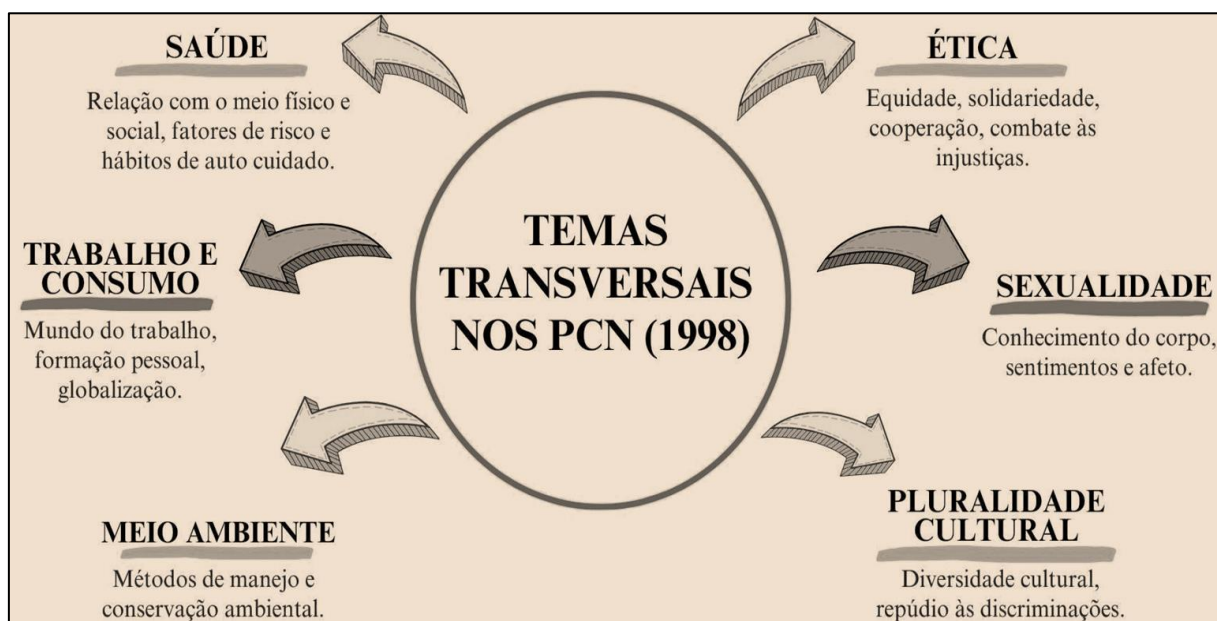 SAÚDE
Relação com o meio físico e
social, fatores de risco e
hábitos de auto cuidado.
TRABALHO E
CONSUMO
Mundo do trabalho,
formação pessoal,
globalização.
MEIO AMBIENTE
Métodos de manejo e
conservação ambiental.
TEMAS
TRANSVERSAIS
NOS PCN (1998)
ÉTICA
Equidade, solidariedade,
cooperação, combate às
injustiças.
SEXUALIDADE
Conhecimento do corpo,
sentimentos e afeto.
PLURALIDADE
CULTURAL
Diversidade cultural,
repúdio às discriminações.